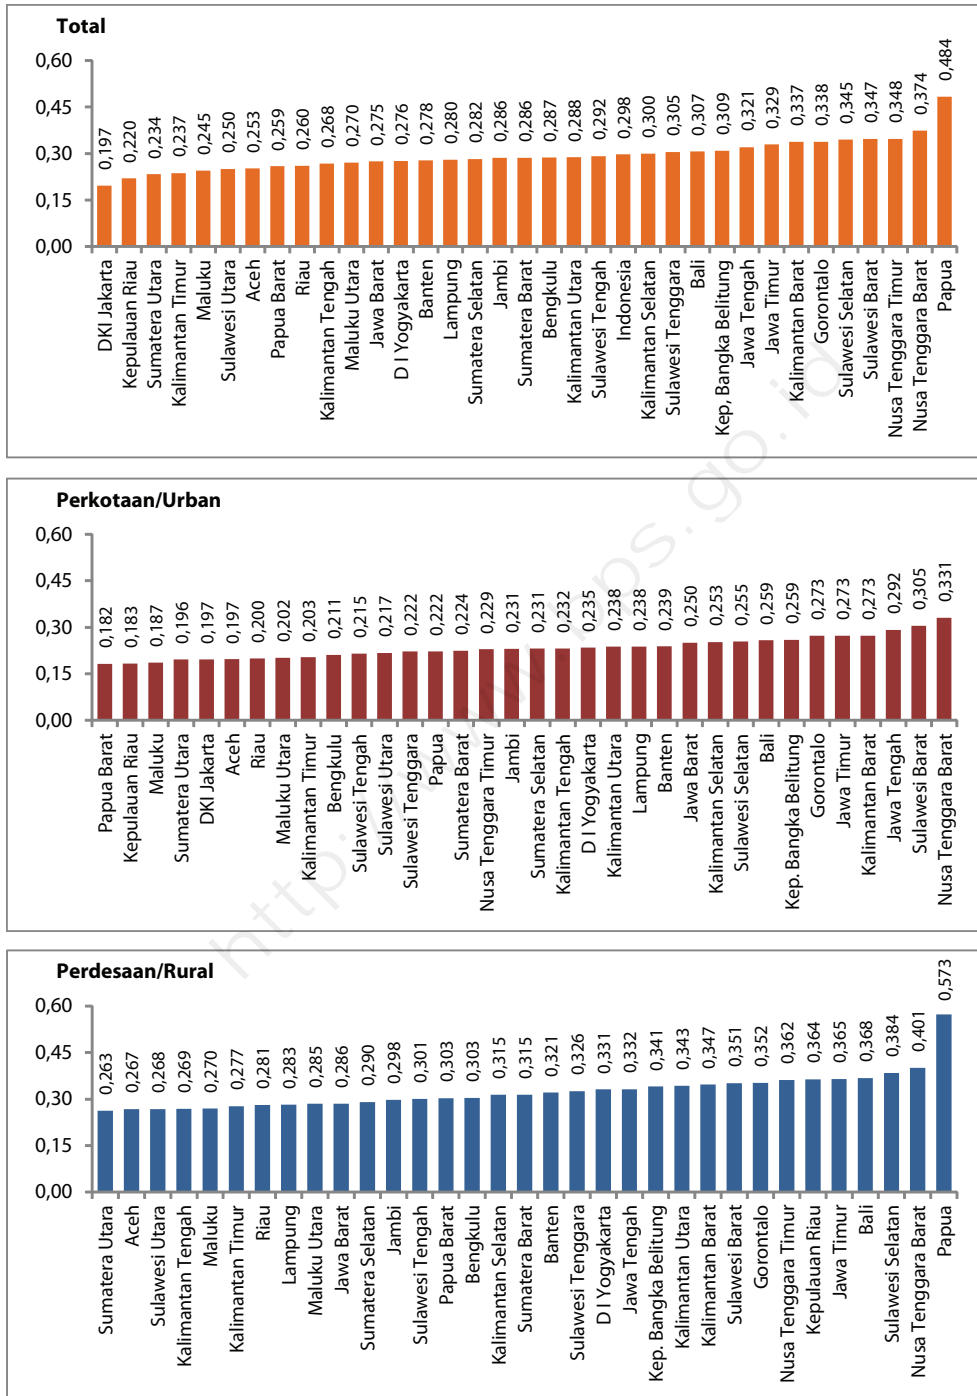 Total
0,60
0,45
0,30
0,15
0,00
0,197 0,220 0,234 0,237 0,245 0,250 0,253 0,259 0,260 0,268 0,270 0,275 0,276 0,278 0,280 0,282 0,286 0,286 0,287 0,288 0,292 0,298 0,300 0,305 0,307 0,309 0,321 0,329 0,337 0,338 0,345 0,347 0,348 0,374 0,484
DKI Jakarta
Kepulauan Riau
Sumatera Utara
Kalimantan Timur
Maluku
Sulawesi Utara
Aceh
Papua Barat
Riau
Kalimantan Tengah
Maluku Utara
Jawa Barat
D I Yogyakarta
Banten
Lampung
Sumatera Selatan
Jambi
Sumatera Barat
Bengkulu
Kalimantan Utara
Sulawesi Tengah
Indonesia
Kalimantan Selatan
Sulawesi Tenggara
Bali
Kep, Bangka Belitung
Jawa Tengah
Jawa Timur
Kalimantan Barat
Gorontalo
Sulawesi Selatan
Sulawesi Barat
Nusa Tenggara Timur
Nusa Tenggara Barat
Papua
Perkotaan/Urban
0,60
0,45
0,30
0,15
0,00
0,182 0,183 0,187 0,196 0,197 0,197 0,200 0,202 0,203 0,211 0,215 0,217 0,222 0,222 0,224 0,229 0,231 0,231 0,232 0,235 0,238 0,238 0,239 0,250 0,253 0,255 0,259 0,259 0,273 0,273 0,273 0,292 0,305 0,331
Papua Barat
Kepulauan Riau
Maluku
Sumatera Utara
DKI Jakarta
Aceh
Riau
Maluku Utara
Kalimantan Timur
Bengkulu
Sulawesi Tengah
Sulawesi Utara
Sulawesi Tenggara
Papua
Sumatera Barat
Nusa Tenggara Timur
Jambi
Sumatera Selatan
Kalimantan Tengah
D I Yogyakarta
Kalimantan Utara
Lampung
Banten
Jawa Barat
Kalimantan Selatan
Sulawesi Selatan
Bali
Kep. Bangka Belitung
Gorontalo
Jawa Timur
Kalimantan Barat
Jawa Tengah
Sulawesi Barat
Nusa Tenggara Barat
Perdesaan/Rural
0,60
0,45
0,30
0,15
0,00
0,263 0,267 0,268 0,269 0,270 0,277 0,281 0,283 0,285 0,286 0,290 0,298 0,301 0,303 0,303 0,315 0,315 0,321 0,326 0,331 0,332 0,341 0,343 0,347 0,351 0,352 0,362 0,364 0,365 0,368 0,384 0,401 0,573
Sumatera Utara
Aceh
Sulawesi Utara
Kalimantan Tengah
Maluku
Kalimantan Timur
Riau
Lampung
Maluku Utara
Jawa Barat
Sumatera Selatan
Jambi
Sulawesi Tengah
Papua Barat
Bengkulu
Kalimantan Selatan
Sumatera Barat
Banten
Sulawesi Tenggara
D I Yogyakarta
Jawa Tengah
Kep. Bangka Belitung
Kalimantan Utara
Kalimantan Barat
Sulawesi Barat
Gorontalo
Nusa Tenggara Timur
Kepulauan Riau
Jawa Timur
Bali
Sulawesi Selatan
Nusa Tenggara Barat
Papua
http://www.bps.go.id